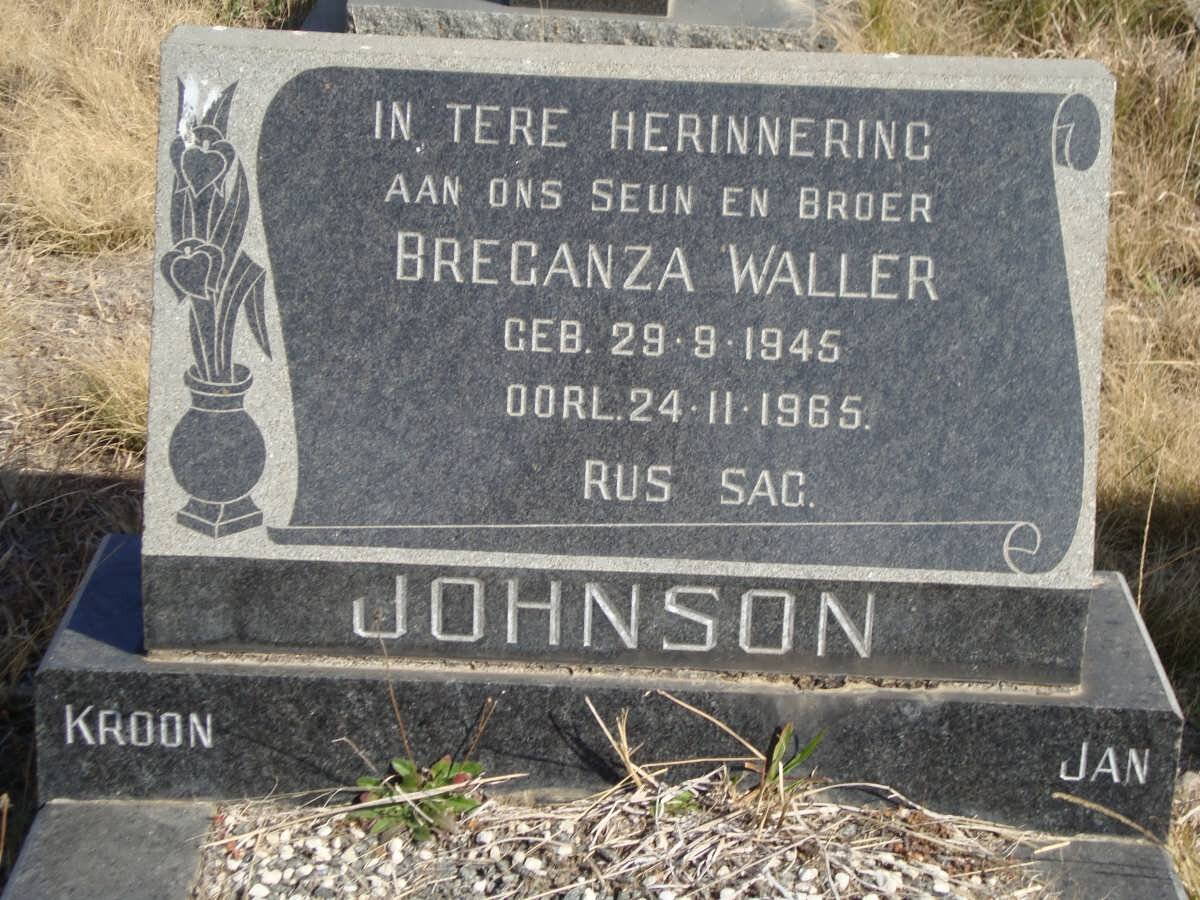 IN TERE HERINNERING
AAN ONS SEUN EN BROER
BREGANZA WALLER
GEB. 29·9·1945
OORL. 24·11·1965.
RUS SAG.
JOHNSON
KROON
JAN